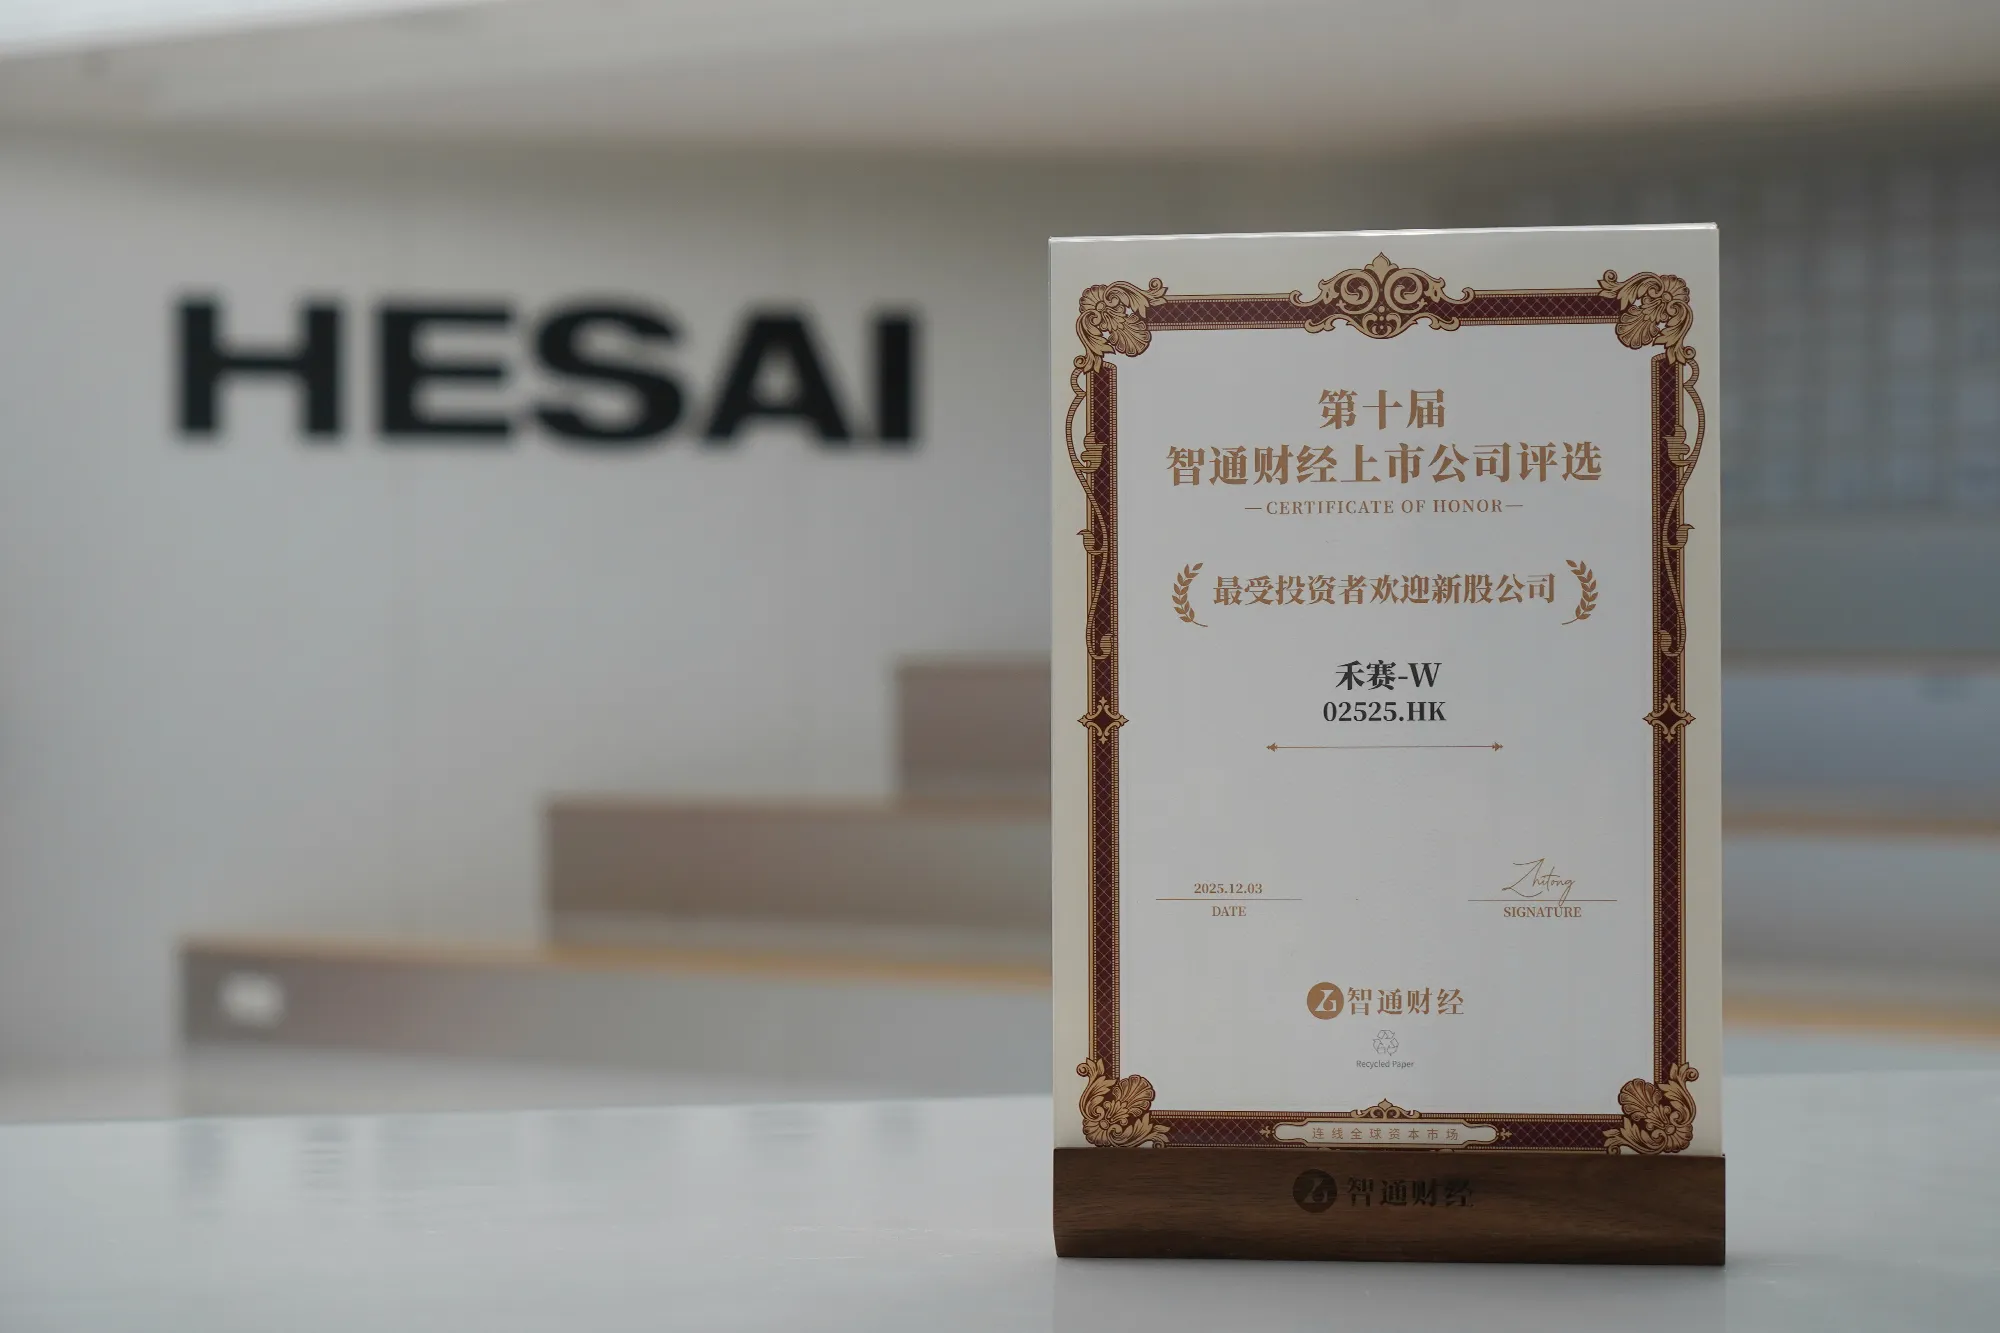 HESAI
第十届
智通财经上市公司评选
—CERTIFICATE OF HONOR—
最受投资者欢迎新股公司
禾赛-W
02525.HK
2025.12.03
DATE
Zhitong
SIGNATURE
智通财经
Recycled Paper
连线全球资本市场
智通财经